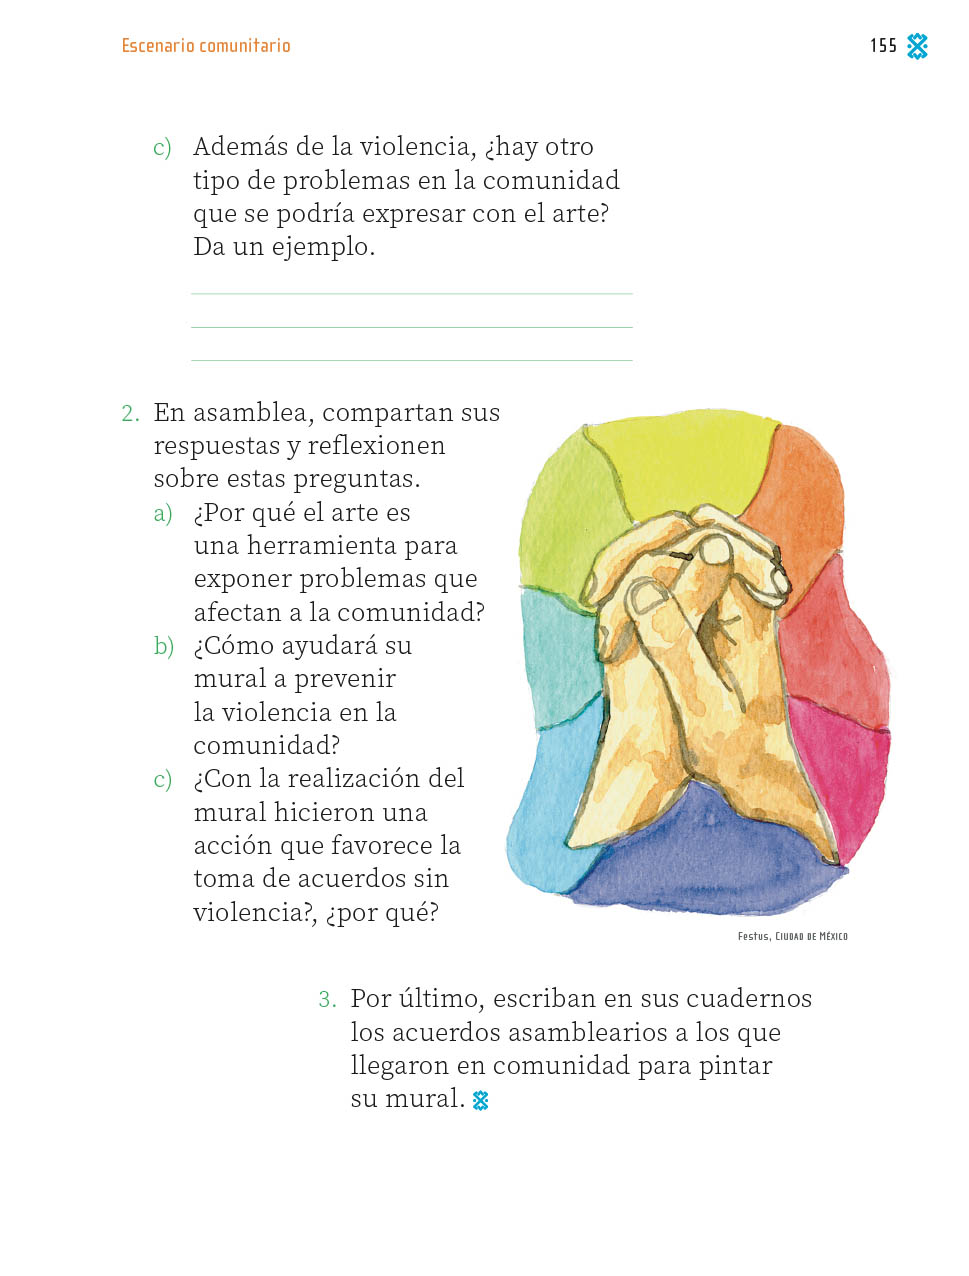 Escenario comunitario
155
c) Además de la violencia, ¿hay otro
tipo de problemas en la comunidad
que se podría expresar con el arte?
Da un ejemplo.
2. En asamblea, compartan sus
respuestas y reflexionen
sobre estas preguntas.
a) ¿Por qué el arte es
una herramienta para
exponer problemas que
afectan a la comunidad?
b) ¿Cómo ayudará su
mural a prevenir
la violencia en la
comunidad?
c) ¿Con la realización del
mural hicieron una
acción que favorece la
toma de acuerdos sin
violencia?, ¿por qué?
Festus, CIUDAD DE MÉXICO
3. Por último, escriban en sus cuadernos
los acuerdos asamblearios a los que
llegaron en comunidad para pintar
su mural.